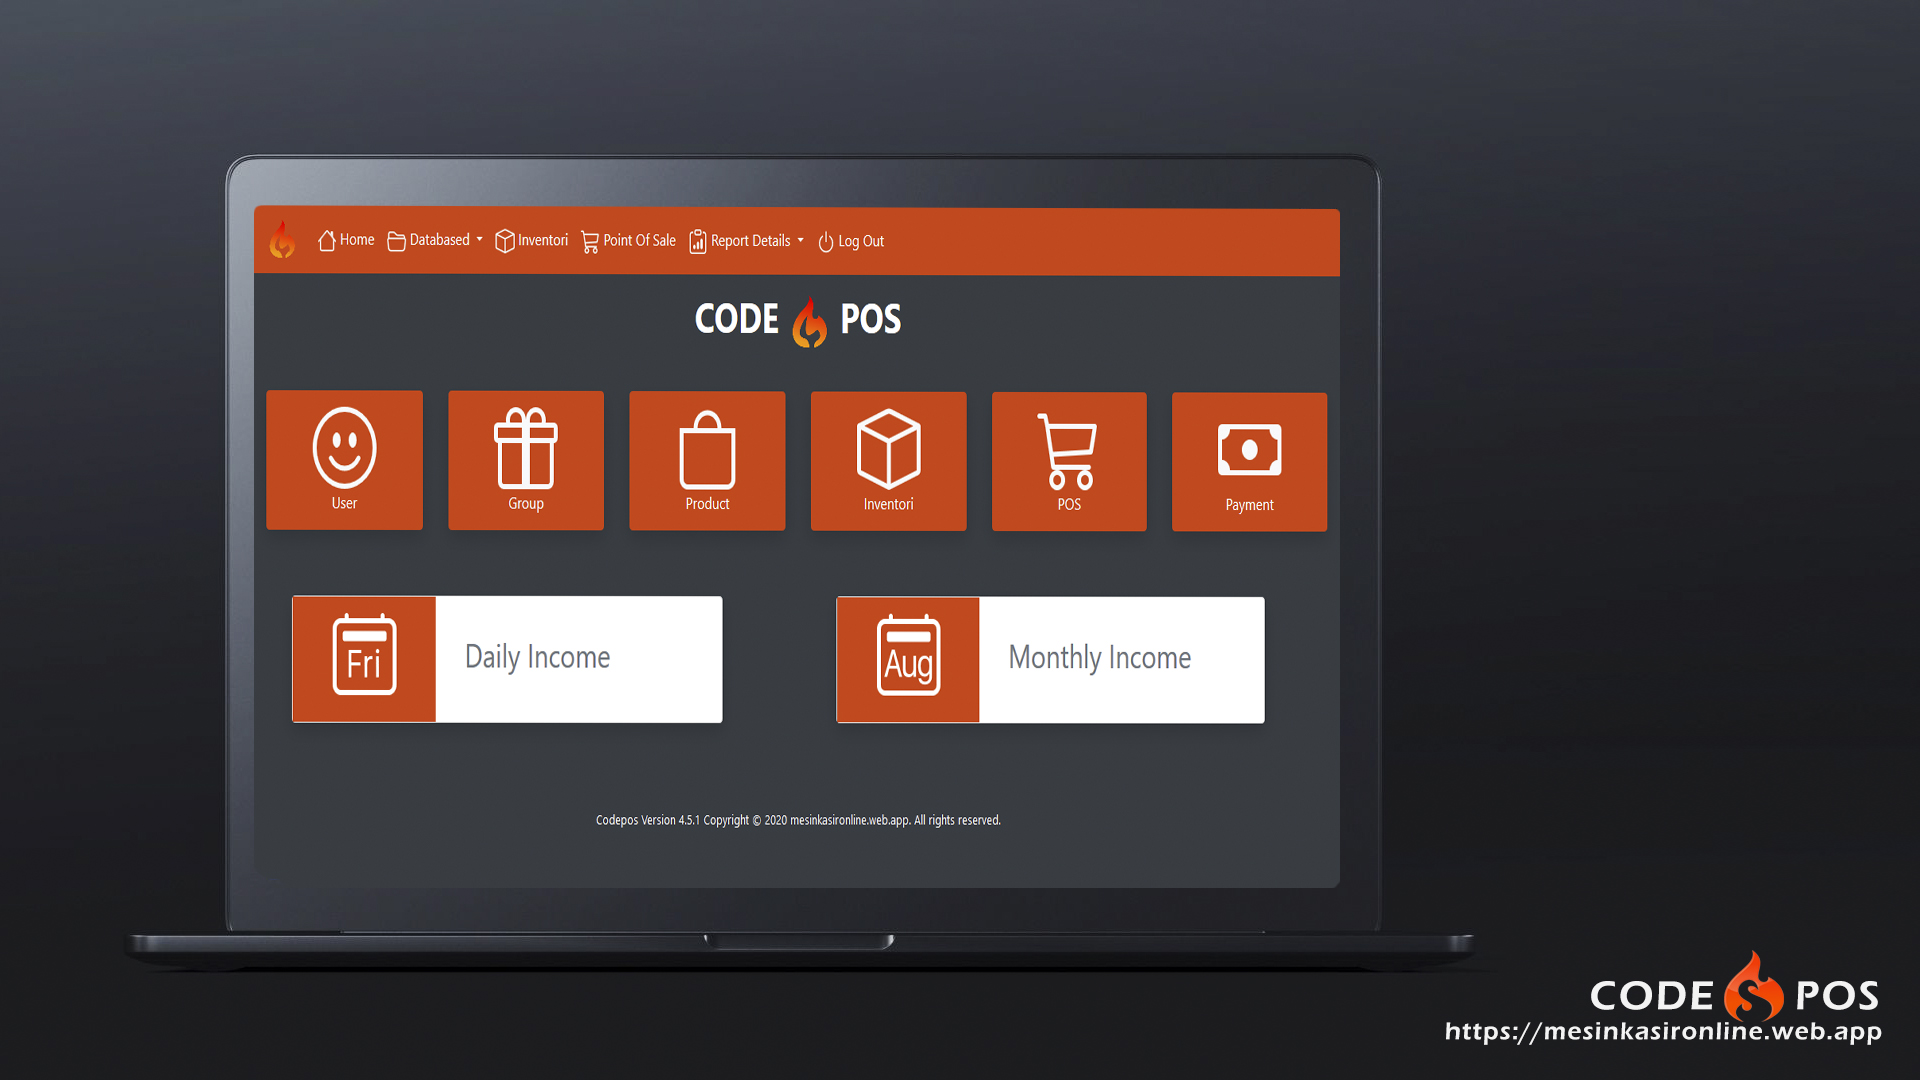 Home Databased Inventori Point Of Sale Report Details Log Out
CODE POS
User Group Product Inventori POS Payment
Fri Daily Income
Aug Monthly Income
Codepos Version 4.5.1 Copyright © 2020 mesinkasironline.web.app. All rights reserved.
CODE POS
https://mesinkasironline.web.app